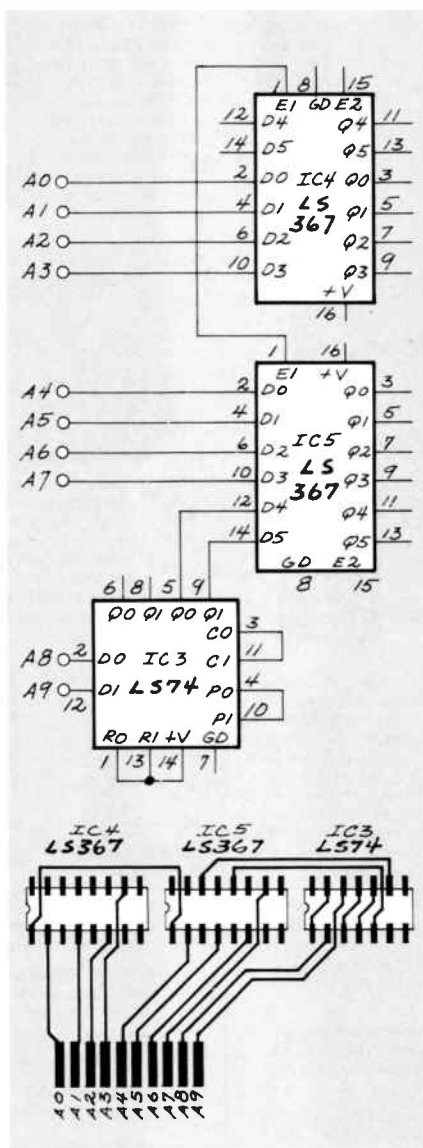 1 8 15
E1 GD E2
12 D4 Q4 11
14 D5 Q5 13
A0 2 D0 IC4 Q0 3
A1 4 D1 LS Q1 5
A2 6 D2 367 Q2 7
A3 10 D3 Q3 9
+V
16
1 16
E1 +V
A4 2 D0 Q0 3
A5 4 D1 Q1 5
A6 6 D2 IC5 Q2 7
A7 10 D3 LS Q3 9
12 D4 367 Q4 11
14 D5 Q5 13
GD E2
8 15
6 8 5 9
Q0 Q1 Q0 Q1
C0 3
A8 2 D0 IC3 C1 11
A9 12 D1 LS74 P0 4
P1 10
R0 R1 +V GD
1 13 14 7
IC4 IC5 IC3
LS367 LS367 LS74
A0 A1 A2 A3 A4 A5 A6 A7 A8 A9